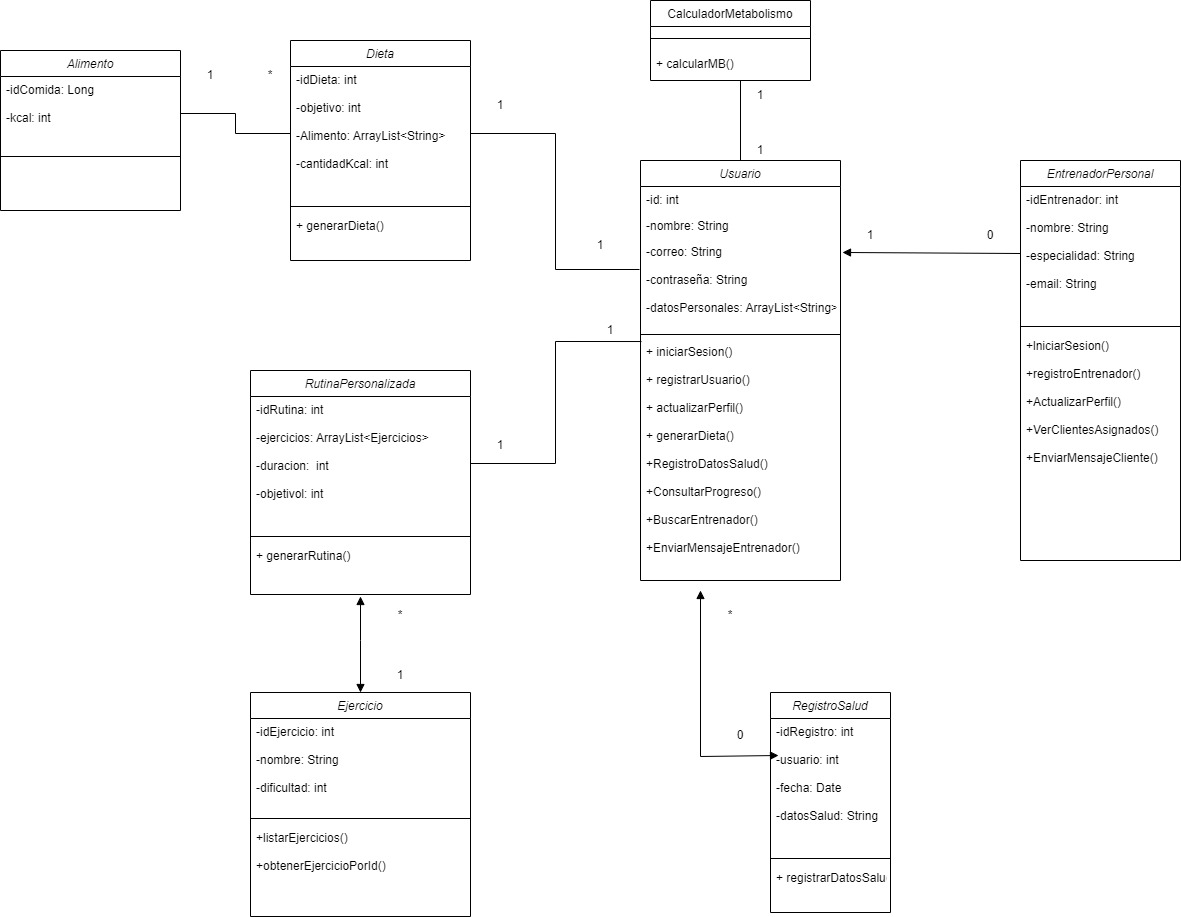 CalculadorMetabolismo
+ calcularMB()
1
1
Alimento
-idComida: Long
-kcal: int
1
*
Dieta
-idDieta: int
-objetivo: int
-Alimento: ArrayList<String>
-cantidadKcal: int
+ generarDieta()
1
1
Usuario
-id: int
-nombre: String
-correo: String
-contraseña: String
-datosPersonales: ArrayList<String>
+ iniciarSesion()
+ registrarUsuario()
+ actualizarPerfil()
+ generarDieta()
+RegistroDatosSalud()
+ConsultarProgreso()
+BuscarEntrenador()
+EnviarMensajeEntrenador()
1
0
EntrenadorPersonal
-idEntrenador: int
-nombre: String
-especialidad: String
-email: String
+IniciarSesion()
+registroEntrenador()
+ActualizarPerfil()
+VerClientesAsignados()
+EnviarMensajeCliente()
1
1
RutinaPersonalizada
-idRutina: int
-ejercicios: ArrayList<Ejercicios>
-duracion: int
-objetivol: int
+ generarRutina()
*
1
Ejercicio
-idEjercicio: int
-nombre: String
-dificultad: int
+listarEjercicios()
+obtenerEjercicioPorId()
*
0
RegistroSalud
-idRegistro: int
-usuario: int
-fecha: Date
-datosSalud: String
+ registrarDatosSalu